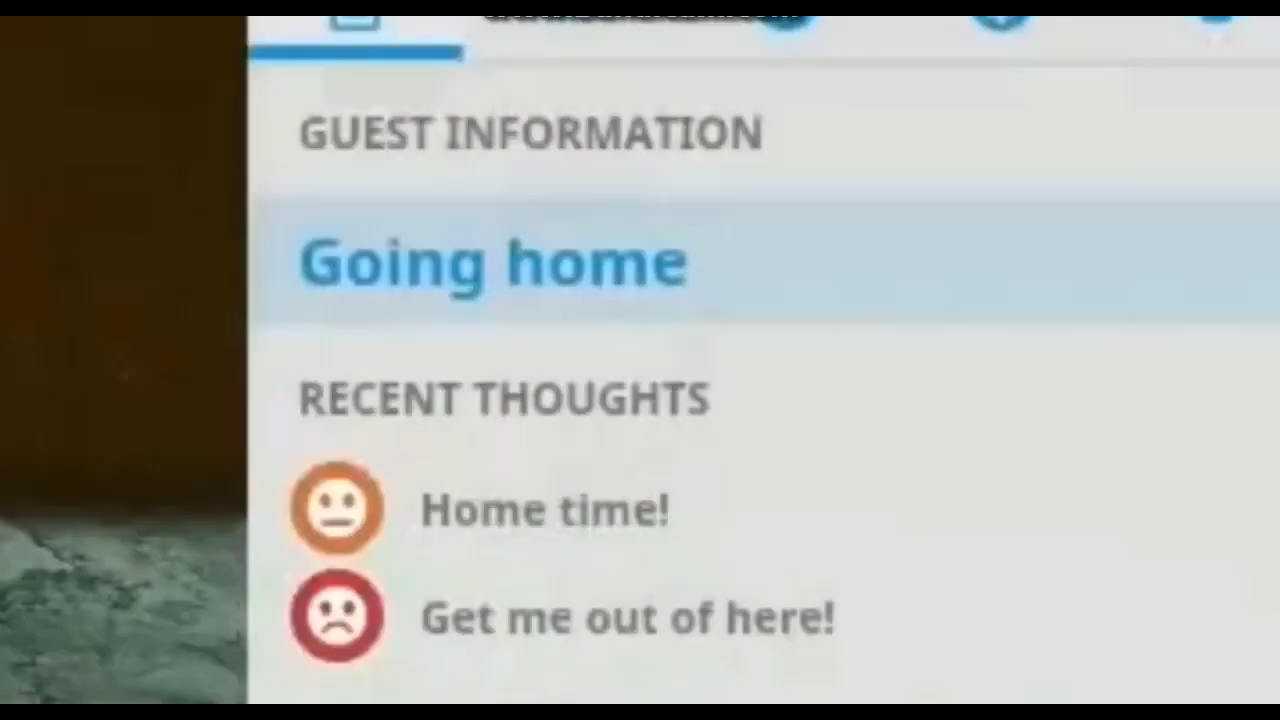 GUEST INFORMATION
Going home
RECENT THOUGHTS
Home time!
Get me out of here!